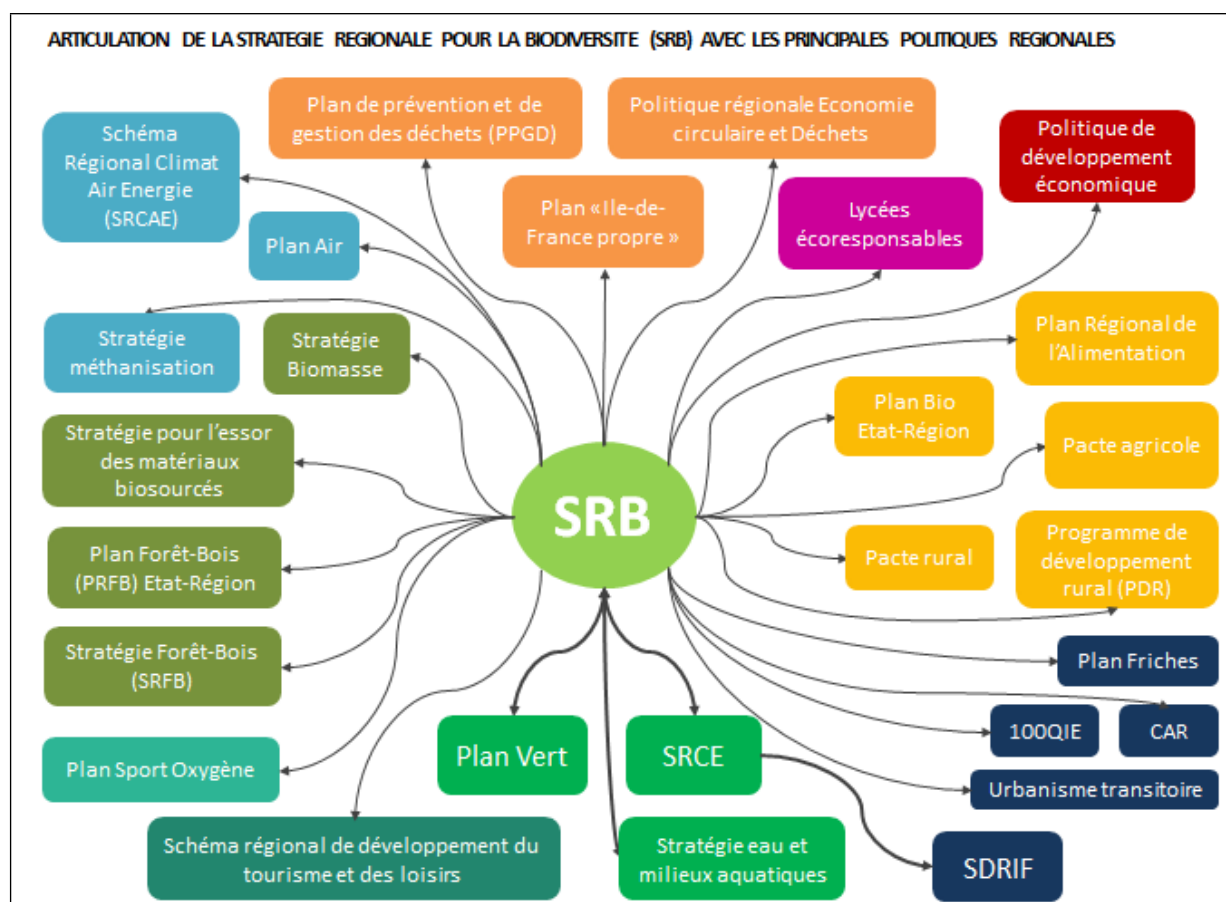 ARTICULATION DE LA STRATEGIE REGIONALE POUR LA BIODIVERSITE (SRB) AVEC LES PRINCIPALES POLITIQUES REGIONALES
Schéma
Régional Climat
Air Energie
(SRCAE)
Plan de prévention et de
gestion des déchets (PPGD)
Politique régionale Economie
circulaire et Déchets
Politique de
développement
économique
Plan Air
Plan « Ile-de-
France propre »
Lycées
écoresponsables
Stratégie
méthanisation
Stratégie
Biomasse
Plan Régional de
l'Alimentation
Plan Bio
Etat-Région
Stratégie pour l'essor
des matériaux
biosourcés
Pacte agricole
SRB
Plan Forêt-Bois
(PRFB) Etat-Région
Pacte rural
Programme de
développement
rural (PDR)
Stratégie Forêt-Bois
(SRFB)
Plan Friches
Plan Sport Oxygène
Plan Vert
SRCE
100QIE
CAR
Urbanisme transitoire
Schéma régional de développement du
tourisme et des loisirs
Stratégie eau et
milieux aquatiques
SDRIF